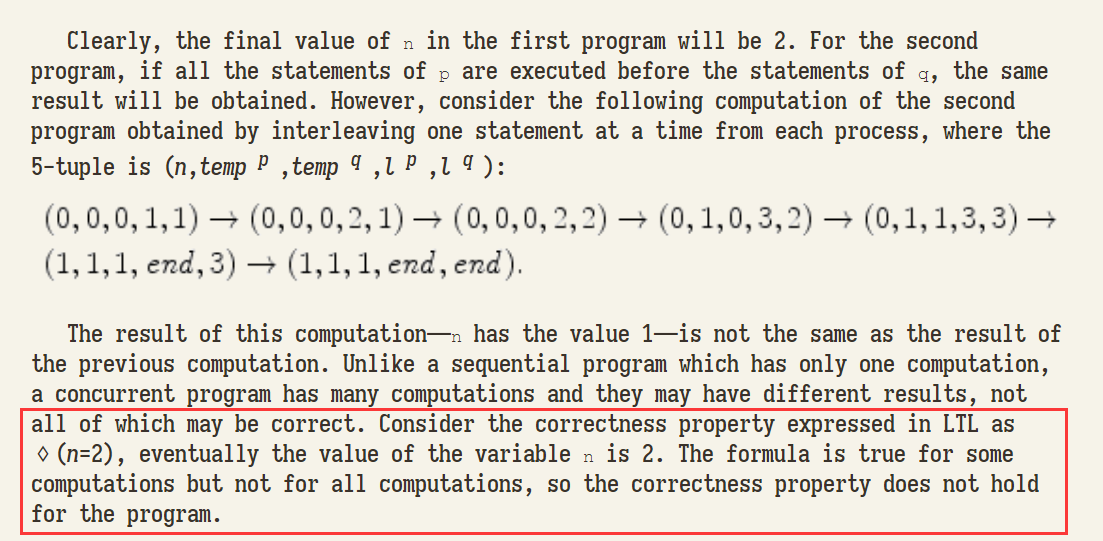 Clearly, the final value of n in the first program will be 2. For the second
program, if all the statements of p are executed before the statements of q, the same
result will be obtained. However, consider the following computation of the second
program obtained by interleaving one statement at a time from each process, where the
5-tuple is (n,temp p ,temp q ,l p ,l q ):
(0,0,0,1,1) → (0,0,0,2,1) → (0,0,0,2,2) → (0,1,0,3,2) → (0,1,1,3,3) →
(1,1,1, end,3) → (1,1,1,end,end).
The result of this computation—n has the value 1—is not the same as the result of
the previous computation. Unlike a sequential program which has only one computation,
a concurrent program has many computations and they may have different results, not
all of which may be correct. Consider the correctness property expressed in LTL as
◊ (n=2), eventually the value of the variable n is 2. The formula is true for some
computations but not for all computations, so the correctness property does not hold
for the program.